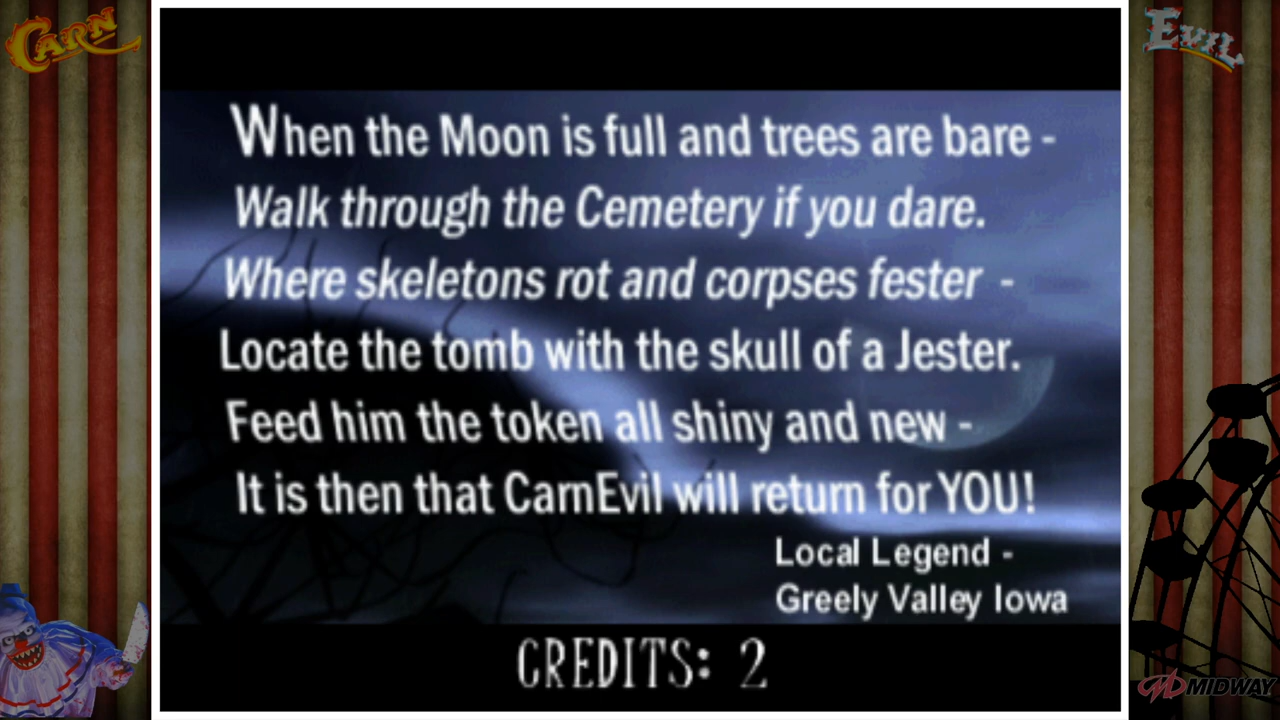 CARN
EVIL
When the Moon is full and trees are bare -
Walk through the Cemetery if you dare.
Where skeletons rot and corpses fester -
Locate the tomb with the skull of a Jester.
Feed him the token all shiny and new -
It is then that CarnEvil will return for YOU!
Local Legend -
Greely Valley Iowa
CREDITS: 2
MIDWAY